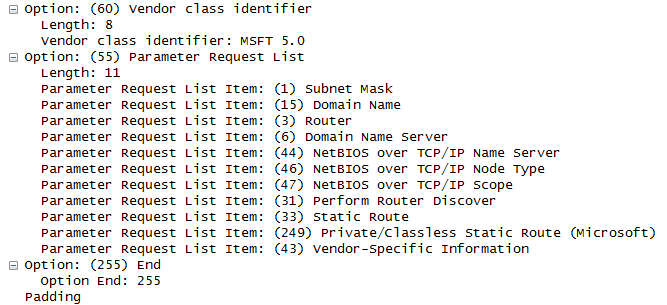 Option: (60) Vendor class identifier
Length: 8
Vendor class identifier: MSFT 5.0
Option: (55) Parameter Request List
Length: 11
Parameter Request List Item: (1) Subnet Mask
Parameter Request List Item: (15) Domain Name
Parameter Request List Item: (3) Router
Parameter Request List Item: (6) Domain Name Server
Parameter Request List Item: (44) NetBIOS over TCP/IP Name Server
Parameter Request List Item: (46) NetBIOS over TCP/IP Node Type
Parameter Request List Item: (47) NetBIOS over TCP/IP Scope
Parameter Request List Item: (31) Perform Router Discover
Parameter Request List Item: (33) Static Route
Parameter Request List Item: (249) Private/Classless Static Route (Microsoft)
Parameter Request List Item: (43) Vendor-Specific Information
Option: (255) End
Option End: 255
Padding